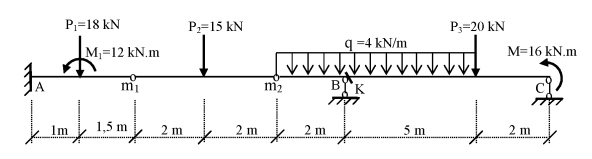 P₁=18 kN
P₂=15 kN
P₃=20 kN
M₁=12 kN.m
q =4 kN/m
M=16 kN.m
A
m₁
m₂
B
K
C
1m
1,5 m
2 m
2 m
2 m
5 m
2 m